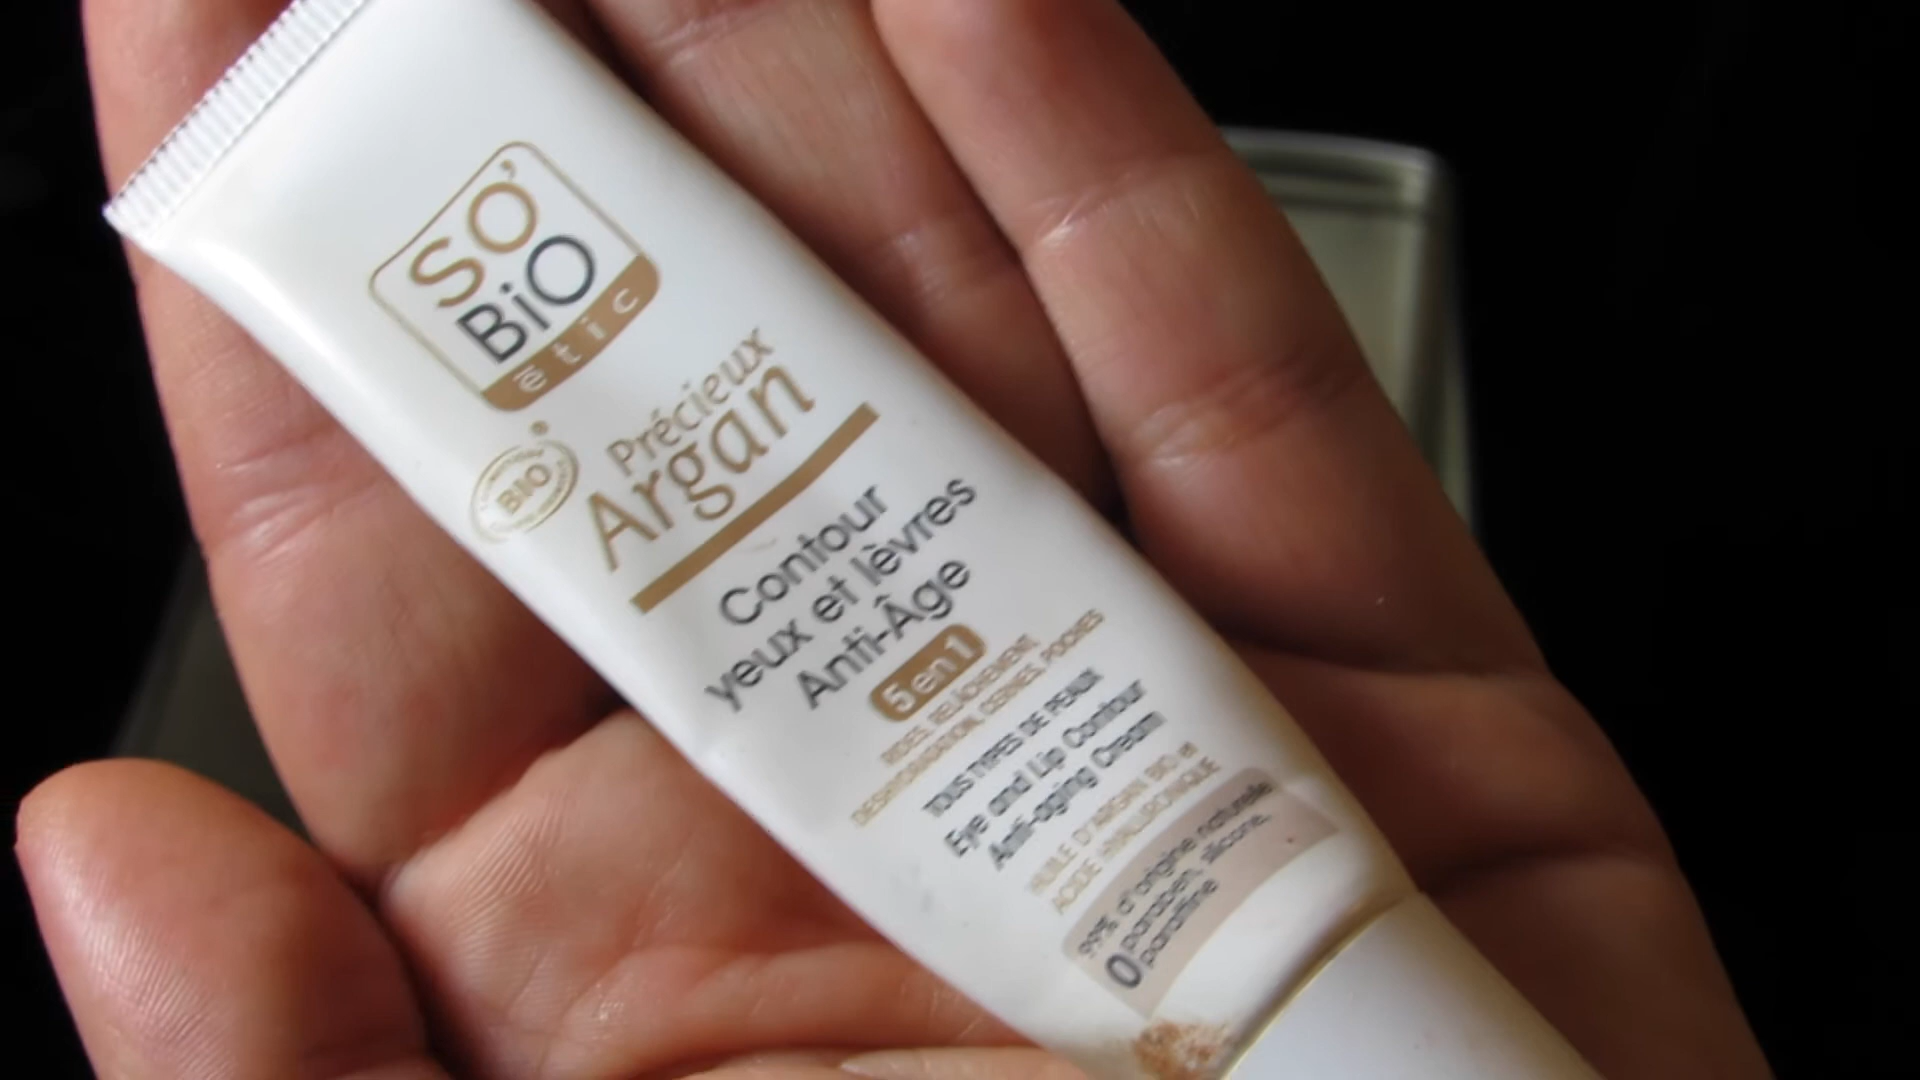 SO'
BiO
étic
BIO
®
Précieux
Argan
Contour
yeux et lèvres
Anti-Âge
5 en 1
RIDES, RELÂCHEMENT,
DESHYDRATATION, CERNES, POCHES
TOUS TYPES DE PEAUX
Eye and Lip Contour
Anti-aging Cream
HUILE D'ARGAN BIO et
ACIDE HYALURONIQUE
99% d'origine naturelle
0 paraben, silicone,
paraffine